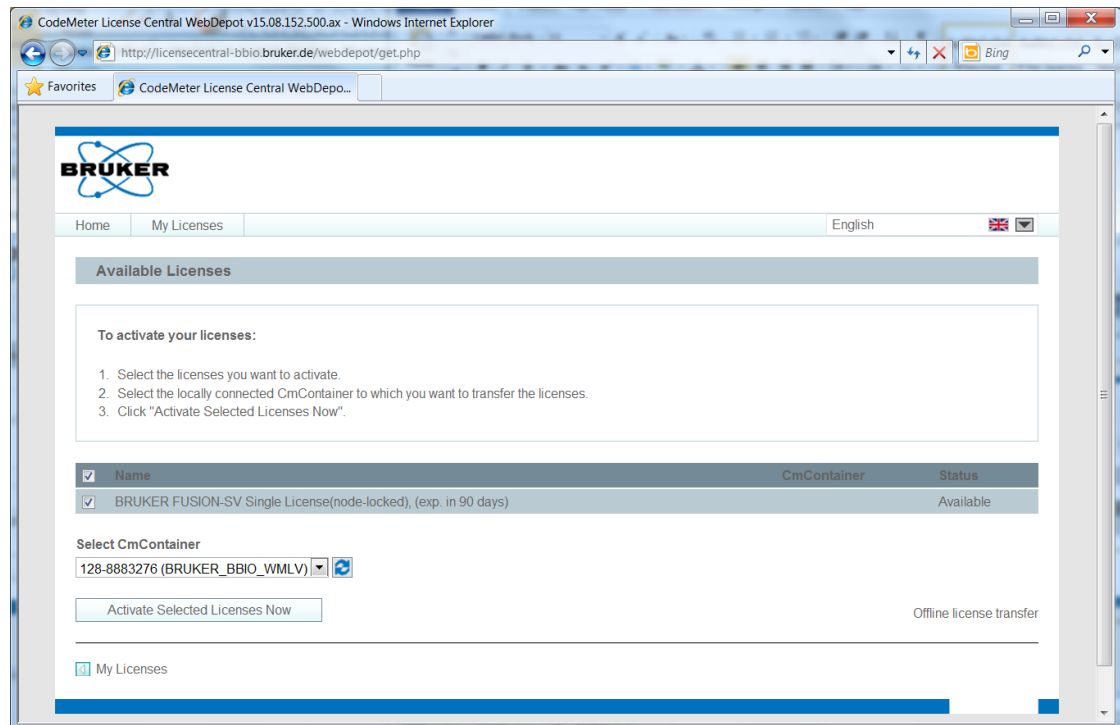 CodeMeter License Central WebDepot v15.08.152.500.ax - Windows Internet Explorer
http://licensecentral-bbio.bruker.de/webdepot/get.php
Bing
Favorites
CodeMeter License Central WebDepo...
BRUKER
Home My Licenses English
Available Licenses
To activate your licenses:
1. Select the licenses you want to activate.
2. Select the locally connected CmContainer to which you want to transfer the licenses.
3. Click "Activate Selected Licenses Now".
Name CmContainer Status
BRUKER FUSION-SV Single License(node-locked), (exp. in 90 days) Available
Select CmContainer
128-8883276 (BRUKER_BBIO_WMLV)
Activate Selected Licenses Now
Offline license transfer
My Licenses